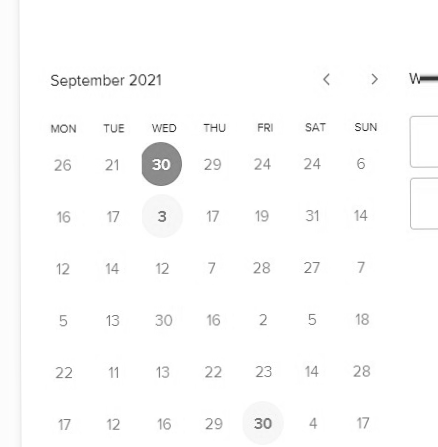 September 2021 < >
MON TUE WED THU FRI SAT SUN
26 21 30 29 24 24 6
16 17 3 17 19 31 14
12 14 12 7 28 27 7
5 13 30 16 2 5 18
22 11 13 22 23 14 28
17 12 16 29 30 4 17